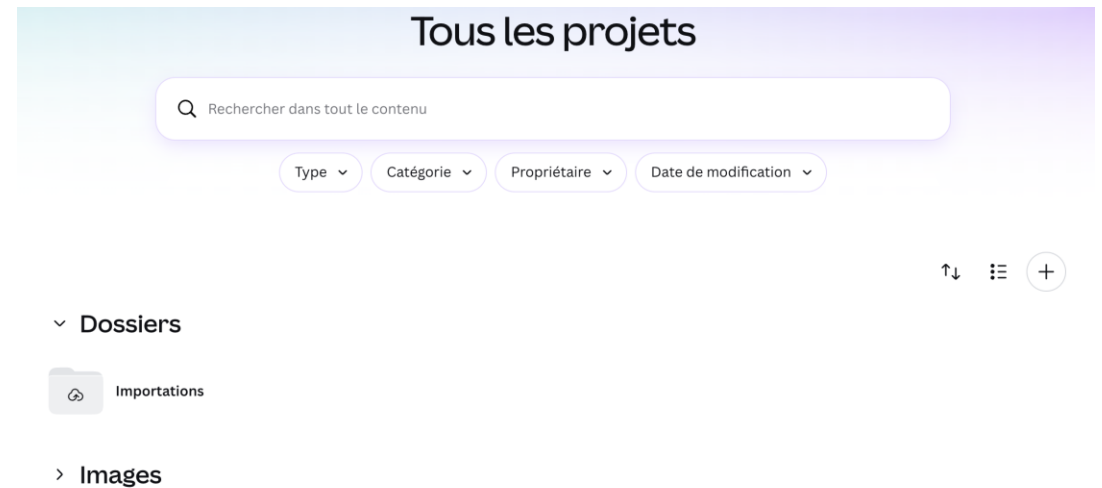 Tous les projets
Rechercher dans tout le contenu
Type Catégorie Propriétaire Date de modification
Dossiers
Importations
Images